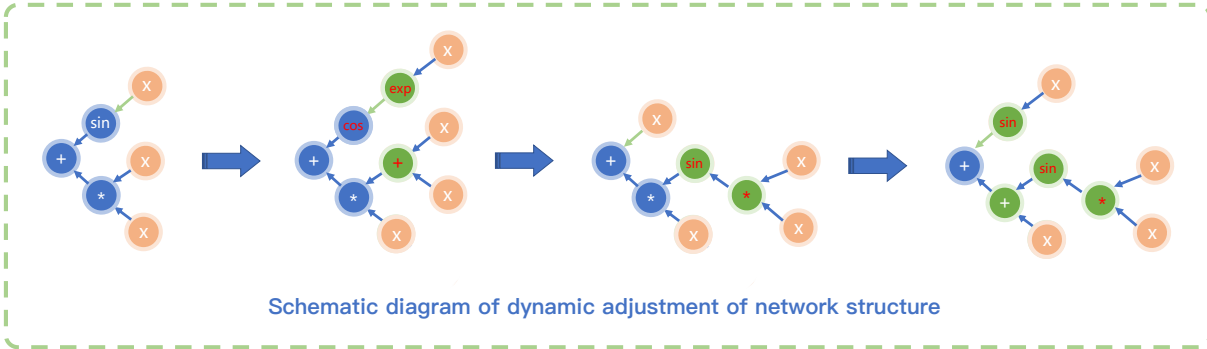 X
sin
+
X
*
X
X
exp
cos
X
+
+
*
X
X
X
+
sin
X
*
*
X
X
X
sin
+
sin
X
+
*
X
X
Schematic diagram of dynamic adjustment of network structure